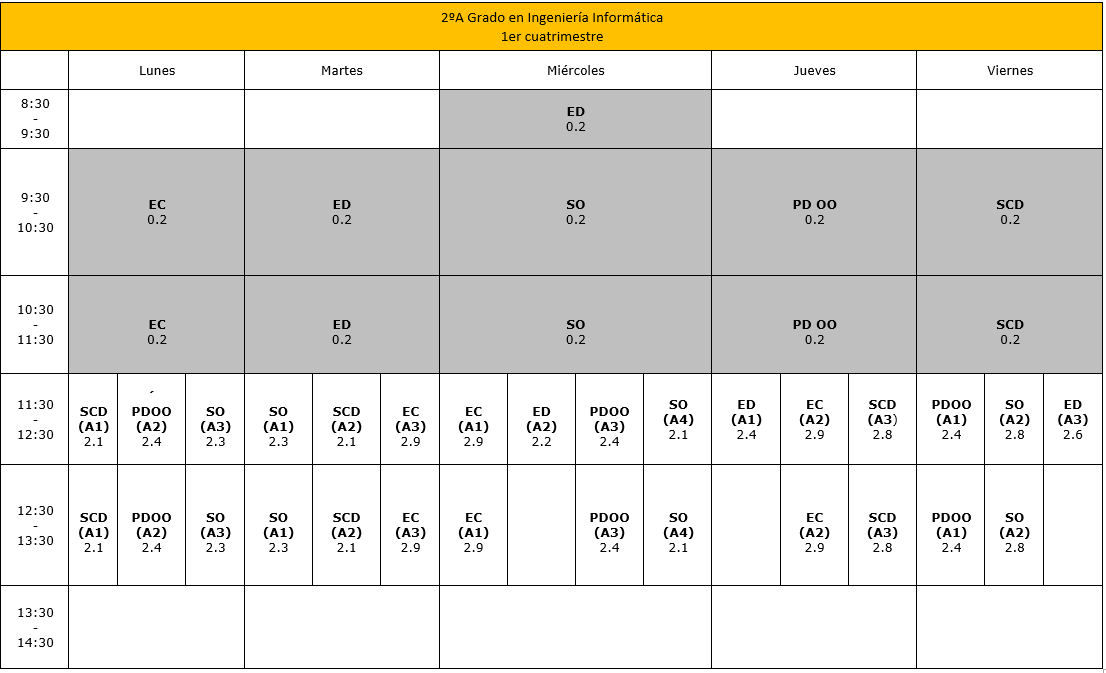 2ºA Grado en Ingeniería Informática
1er cuatrimestre
Lunes Martes Miércoles Jueves Viernes
8:30
-
9:30
ED
0.2
9:30
-
10:30
EC
0.2
ED
0.2
SO
0.2
PD OO
0.2
SCD
0.2
10:30
-
11:30
EC
0.2
ED
0.2
SO
0.2
PD OO
0.2
SCD
0.2
11:30
-
12:30
SCD
(A1)
2.1
PDOO
(A2)
2.4
SO
(A3)
2.3
SO
(A1)
2.3
SCD
(A2)
2.1
EC
(A3)
2.9
EC
(A1)
2.9
ED
(A2)
2.2
PDOO
(A3)
2.4
SO
(A4)
2.1
ED
(A1)
2.4
EC
(A2)
2.9
SCD
(A3)
2.8
PDOO
(A1)
2.4
SO
(A2)
2.8
ED
(A3)
2.6
12:30
-
13:30
SCD
(A1)
2.1
PDOO
(A2)
2.4
SO
(A3)
2.3
SO
(A1)
2.3
SCD
(A2)
2.1
EC
(A3)
2.9
EC
(A1)
2.9
PDOO
(A3)
2.4
SO
(A4)
2.1
EC
(A2)
2.9
SCD
(A3)
2.8
PDOO
(A1)
2.4
SO
(A2)
2.8
13:30
-
14:30